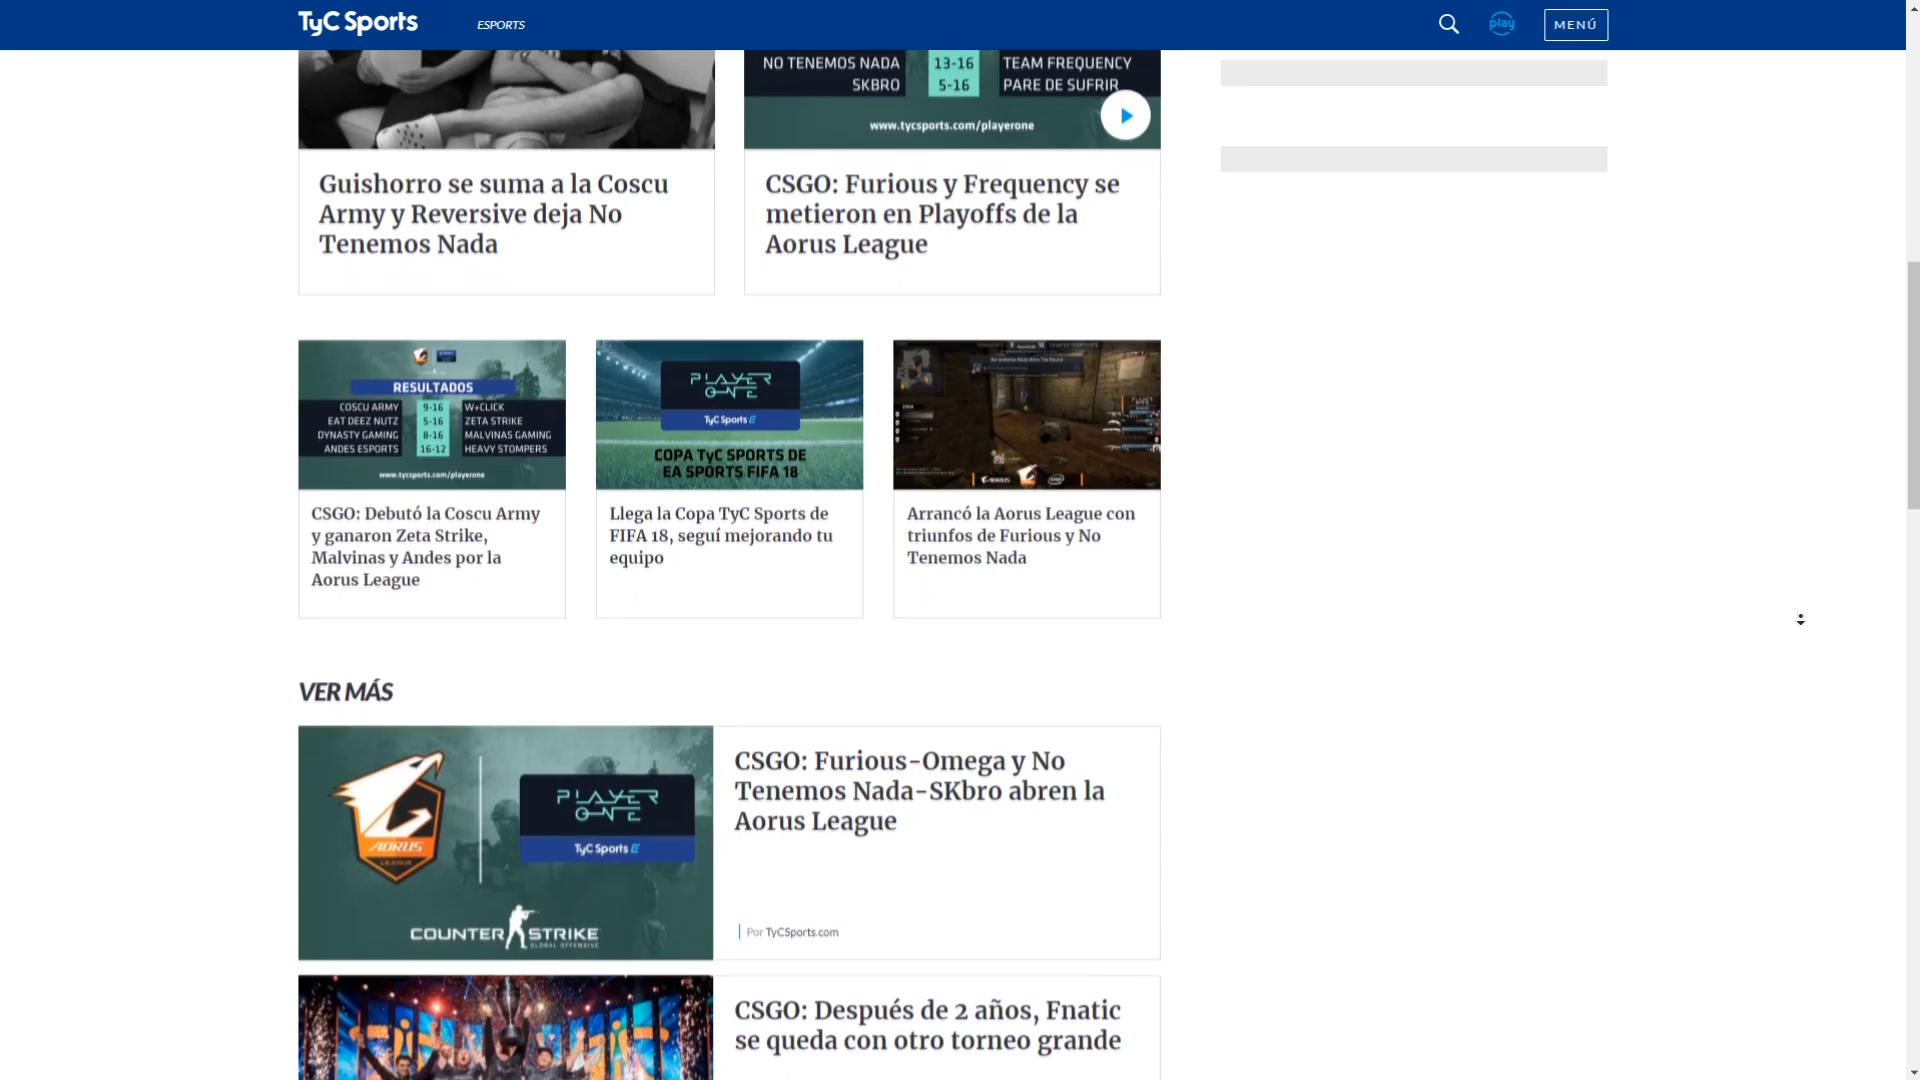 TyC Sports
ESPORTS
play
MENÚ
NO TENEMOS NADA 13-16 TEAM FREQUENCY
SKBRO 5-16 PARE DE SUFRIR
www.tycsports.com/playerone
Guishorro se suma a la Coscu
Army y Reversive deja No
Tenemos Nada
CSGO: Furious y Frequency se
metieron en Playoffs de la
Aorus League
RESULTADOS
COSCU ARMY 9-16 W+CLICK
EAT DEEZ NUTZ 5-16 ZETA STRIKE
DYNASTY GAMING 8-16 MALVINAS GAMING
ANDES ESPORTS 16-12 HEAVY STOMPERS
www.tycsports.com/playerone
PLAYER
ONE
TyC Sports E
COPA TyC SPORTS DE
EA SPORTS FIFA 18
AORUS
intel
CSGO: Debutó la Coscu Army
y ganaron Zeta Strike,
Malvinas y Andes por la
Aorus League
Llega la Copa TyC Sports de
FIFA 18, seguí mejorando tu
equipo
Arrancó la Aorus League con
triunfos de Furious y No
Tenemos Nada
VER MÁS
AORUS
LEAGUE
PLAYER
ONE
TyC Sports E
COUNTER STRIKE
GLOBAL OFFENSIVE
CSGO: Furious-Omega y No
Tenemos Nada-SKbro abren la
Aorus League
Por TyCSports.com
CSGO: Después de 2 años, Fnatic
se queda con otro torneo grande